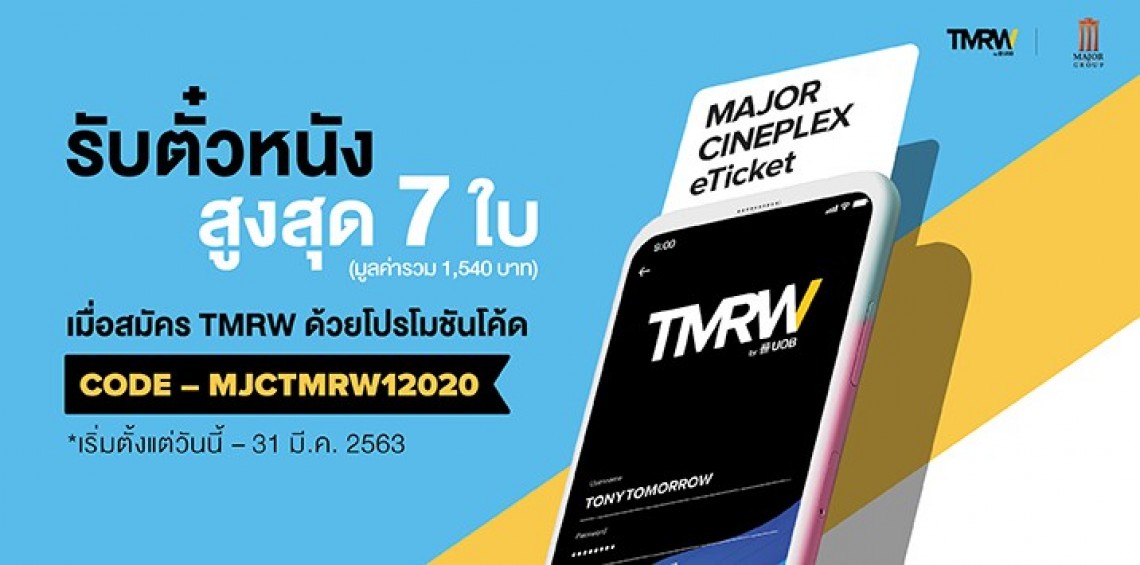 TMRW
by UOB
MAJOR
GROUP
รับตั๋วหนัง
สูงสุด 7 ใบ
(มูลค่ารวม 1,540 บาท)
เมื่อสมัคร TMRW ด้วยโปรโมชันโค้ด
CODE – MJCTMRW12020
*เริ่มตั้งแต่วันนี้ – 31 มี.ค. 2563
MAJOR
CINEPLEX
eTicket
9:00
TMRW
by UOB
Username
TONYTOMORROW
Password